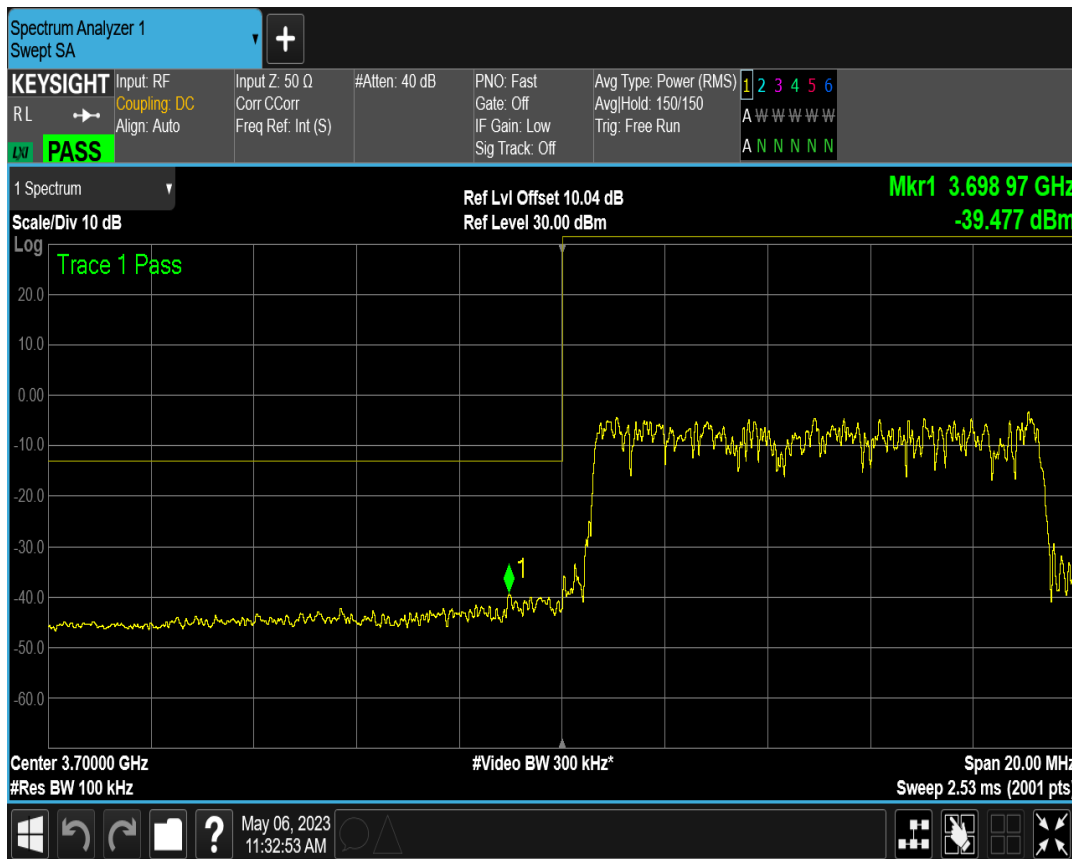 Spectrum Analyzer 1
Swept SA
+
KEYSIGHT
R L
LXI PASS
Input: RF
Coupling: DC
Align: Auto
Input Z: 50 Ω
Corr CCorr
Freq Ref: Int (S)
#Atten: 40 dB
PNO: Fast
Gate: Off
IF Gain: Low
Sig Track: Off
Avg Type: Power (RMS)
Avg|Hold: 150/150
Trig: Free Run
1 2 3 4 5 6
A W W W W W
A N N N N N
1 Spectrum
Scale/Div 10 dB
Ref Lvl Offset 10.04 dB
Ref Level 30.00 dBm
Mkr1 3.698 97 GHz
-39.477 dBm
Log
Trace 1 Pass
20.0
10.0
0.00
-10.0
-20.0
-30.0
1
-40.0
-50.0
-60.0
Center 3.70000 GHz
#Res BW 100 kHz
#Video BW 300 kHz*
Span 20.00 MHz
Sweep 2.53 ms (2001 pts)
?
May 06, 2023
11:32:53 AM